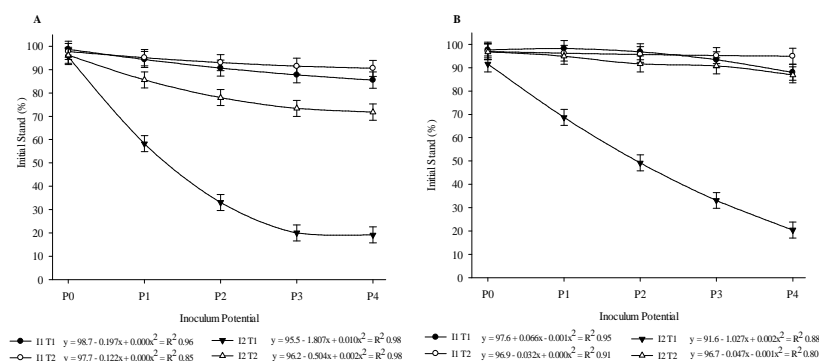 A
Initial Stand (%)
100
90
80
70
60
50
40
30
20
10
0
P0 P1 P2 P3 P4
Inoculum Potential
I1 T1 y = 98.7 - 0.197x + 0.000x² = R² 0.96
I2 T1 y = 95.5 - 1.807x + 0.010x² = R² 0.98
I1 T2 y = 97.7 - 0.122x + 0.000x² = R² 0.85
I2 T2 y = 96.2 - 0.504x + 0.002x² = R² 0.98
B
Initial Stand (%)
100
90
80
70
60
50
40
30
20
10
0
P0 P1 P2 P3 P4
Inoculum Potential
I1 T1 y = 97.6 + 0.066x - 0.001x² = R² 0.95
I2 T1 y = 91.6 - 1.027x + 0.002x² = R² 0.88
I1 T2 y = 96.9 - 0.032x + 0.000x² = R² 0.91
I2 T2 y = 96.7 - 0.047x - 0.001x² = R² 0.80